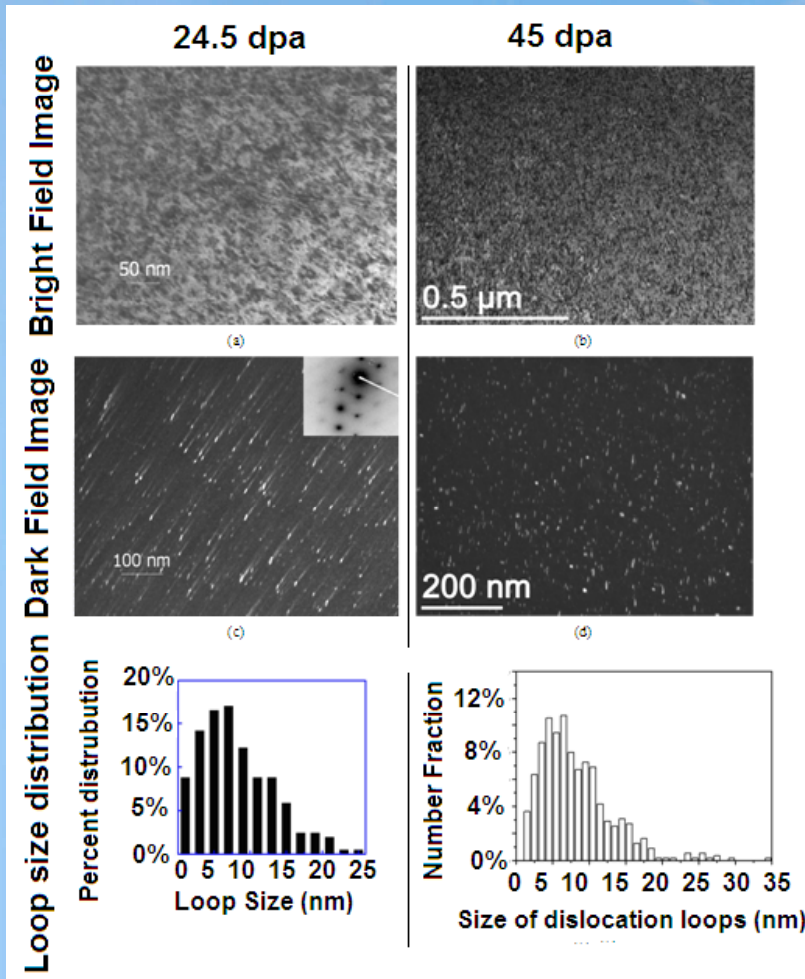 24.5 dpa
45 dpa
Bright Field Image
50 nm
0.5 µm
(a)
(b)
Dark Field Image
100 nm
200 nm
(c)
(d)
Loop size distribution
Percent distrubution
20%
15%
10%
5%
0%
0 5 10 15 20 25
Loop Size (nm)
Number Fraction
12%
8%
4%
0%
0 5 10 15 20 25 30 35
Size of dislocation loops (nm)